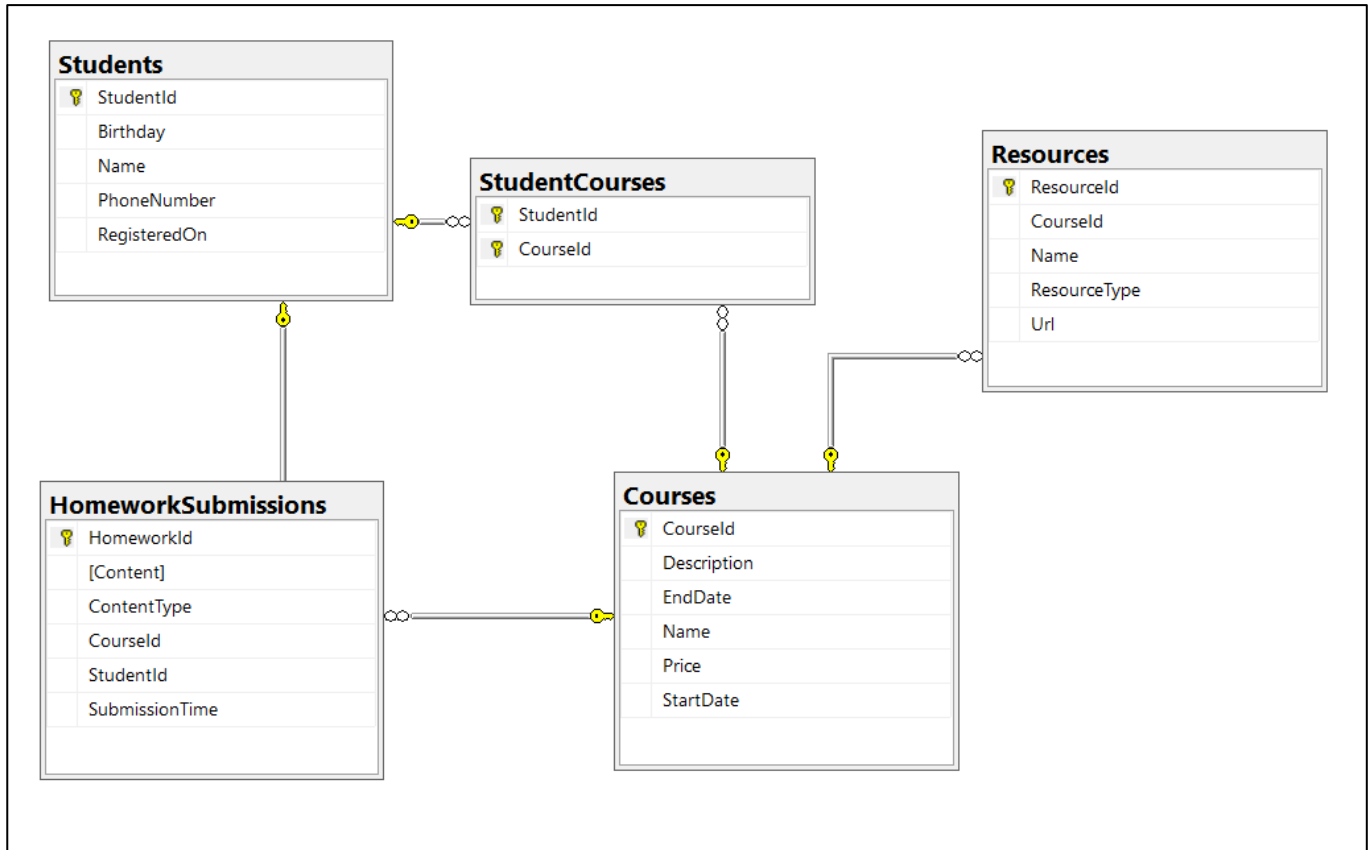 Students
StudentId
Birthday
Name
PhoneNumber
RegisteredOn
StudentCourses
StudentId
CourseId
Resources
ResourceId
CourseId
Name
ResourceType
Url
HomeworkSubmissions
HomeworkId
[Content]
ContentType
CourseId
StudentId
SubmissionTime
Courses
CourseId
Description
EndDate
Name
Price
StartDate